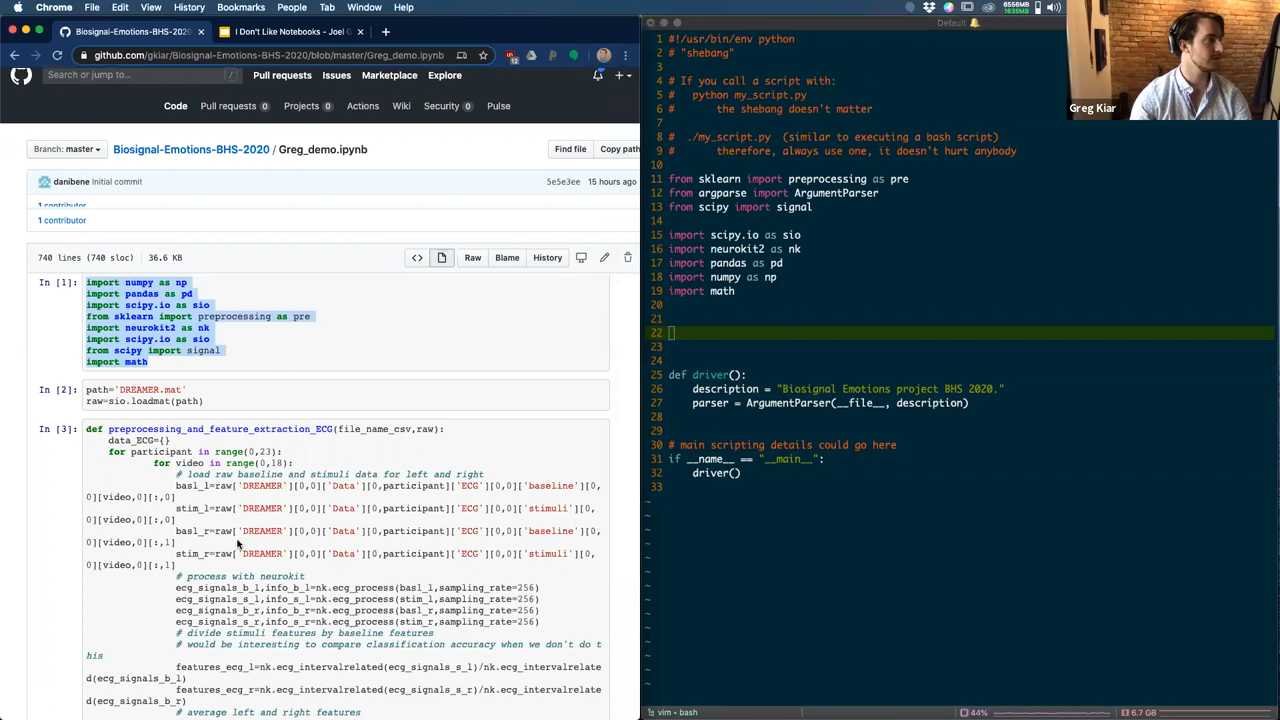 Chrome File Edit View History Bookmarks People Tab Window Help
6556MB
1635MB
Biosignal-Emotions-BHS-2020/
I Don't Like Notebooks - Joel G
github.com/gkiar/Biosignal-Emotions-BHS-2020/blob/master/Greg_demo.ipynb
12
Search or jump to... / Pull requests Issues Marketplace Explore
Code Pull requests 0 Projects 0 Actions Wiki Security 0 Pulse
Branch: master Biosignal-Emotions-BHS-2020 / Greg_demo.ipynb Find file Copy path
danibene Initial commit 5e5e3ee 15 hours ago
1 contributor
1 contributor
740 lines (740 sloc) 36.6 KB <> Raw Blame History
In [1]: import numpy as np
import pandas as pd
import scipy.io as sio
from sklearn import preprocessing as pre
import neurokit2 as nk
import scipy.io as sio
from scipy import signal
import math
In [2]: path='DREAMER.mat'
raw=sio.loadmat(path)
In [3]: def preprocessing_and_feature_extraction_ECG(file_name_csv,raw):
data_ECG={}
for participant in range(0,23):
for video in range(0,18):
# load raw baseline and stimuli data for left and right
basl_l=raw['DREAMER'][0,0]['Data'][0,participant]['ECG'][0,0]['baseline'][0,
0][video,0][:,0]
stim_l=raw['DREAMER'][0,0]['Data'][0,participant]['ECG'][0,0]['stimuli'][0,
0][video,0][:,0]
basl_r=raw['DREAMER'][0,0]['Data'][0,participant]['ECG'][0,0]['baseline'][0,
0][video,0][:,1]
stim_r=raw['DREAMER'][0,0]['Data'][0,participant]['ECG'][0,0]['stimuli'][0,
0][video,0][:,1]
# process with neurokit
ecg_signals_b_l,info_b_l=nk.ecg_process(basl_l,sampling_rate=256)
ecg_signals_s_l,info_s_l=nk.ecg_process(stim_l,sampling_rate=256)
ecg_signals_b_r,info_b_r=nk.ecg_process(basl_r,sampling_rate=256)
ecg_signals_s_r,info_s_r=nk.ecg_process(stim_r,sampling_rate=256)
# divide stimuli features by baseline features
# would be interesting to compare classification accuracy when we don't do t
his
features_ecg_l=nk.ecg_intervalrelated(ecg_signals_s_l)/nk.ecg_intervalrelate
d(ecg_signals_b_l)
features_ecg_r=nk.ecg_intervalrelated(ecg_signals_s_r)/nk.ecg_intervalrelate
d(ecg_signals_b_r)
# average left and right features
Default
1 #!/usr/bin/env python
2 # "shebang"
3
4 # If you call a script with:
5 # python my_script.py
6 # the shebang doesn't matter
7
8 # ./my_script.py (similar to executing a bash script)
9 # therefore, always use one, it doesn't hurt anybody
10
11 from sklearn import preprocessing as pre
12 from argparse import ArgumentParser
13 from scipy import signal
14
15 import scipy.io as sio
16 import neurokit2 as nk
17 import pandas as pd
18 import numpy as np
19 import math
20
21
22
23
24
25 def driver():
26 description = "Biosignal Emotions project BHS 2020."
27 parser = ArgumentParser(__file__, description)
28
29
30 # main scripting details could go here
31 if __name__ == "__main__":
32 driver()
33
~
~
~
~
~
~
~
~
~
~
~
~
~
~
vim • bash 44% 6.7 GB
Greg Kiar